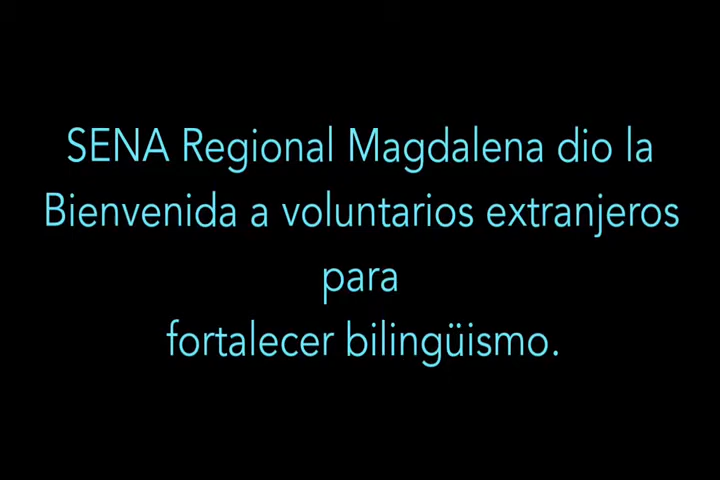 SENA Regional Magdalena dio la
Bienvenida a voluntarios extranjeros
para
fortalecer bilingüismo.